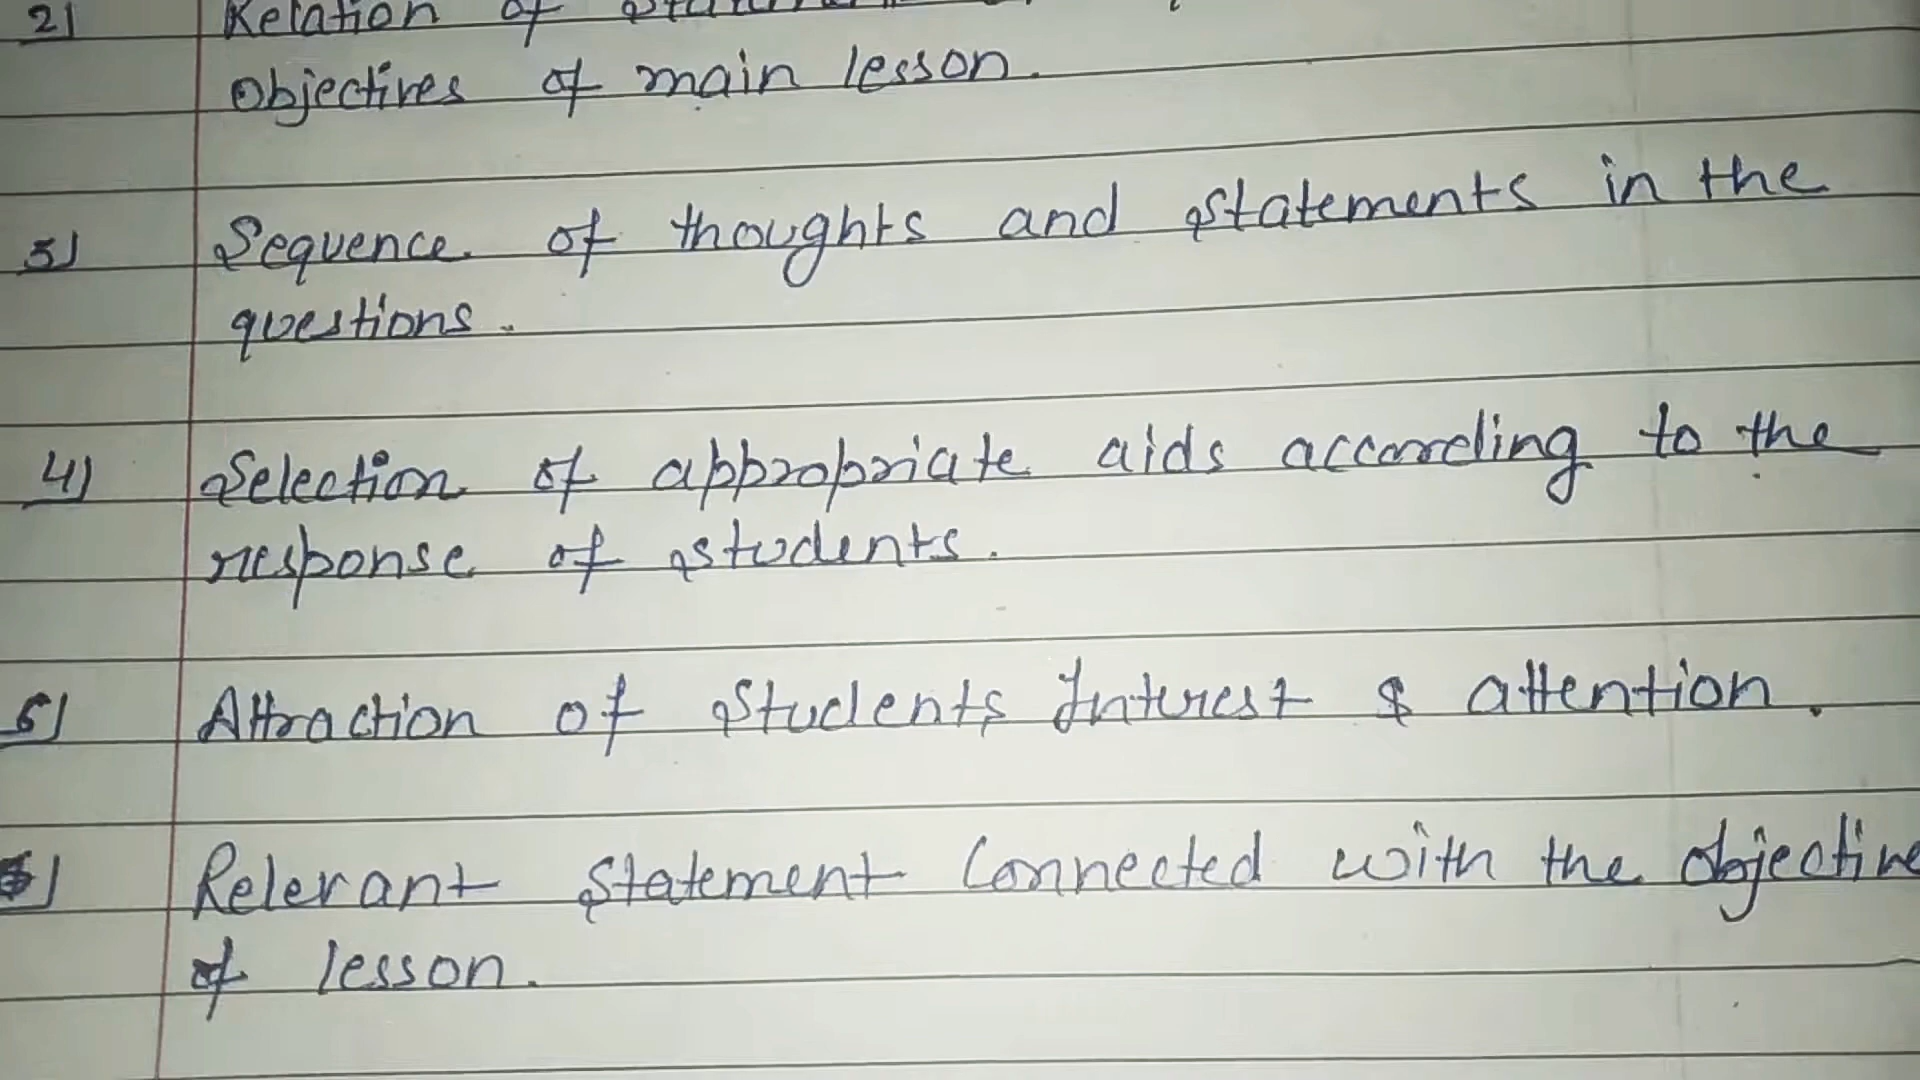 2) Relation of
objectives of main lesson.
3) Sequence of thoughts and statements in the
questions.
4) Selection of appropriate aids according to the
response of students.
5) Attraction of students Interest & attention.
Relevant statement connected with the objective
of lesson.